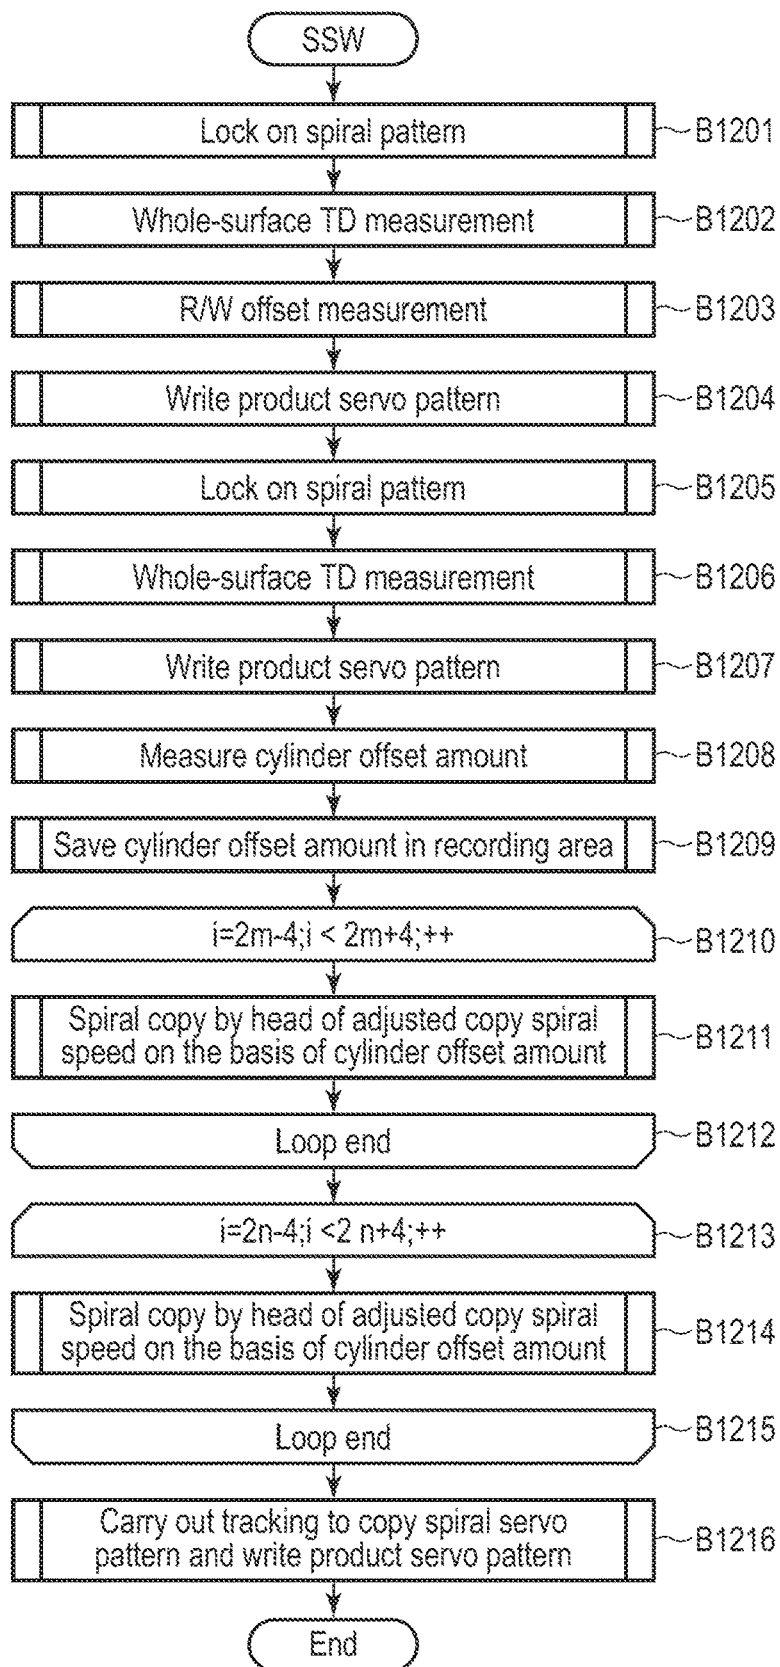 SSW
Lock on spiral pattern
B1201
Whole-surface TD measurement
B1202
R/W offset measurement
B1203
Write product servo pattern
B1204
Lock on spiral pattern
B1205
Whole-surface TD measurement
B1206
Write product servo pattern
B1207
Measure cylinder offset amount
B1208
Save cylinder offset amount in recording area
B1209
i=2m-4;i < 2m+4;++
B1210
Spiral copy by head of adjusted copy spiral
speed on the basis of cylinder offset amount
B1211
Loop end
B1212
i=2n-4;i <2 n+4;++
B1213
Spiral copy by head of adjusted copy spiral
speed on the basis of cylinder offset amount
B1214
Loop end
B1215
Carry out tracking to copy spiral servo
pattern and write product servo pattern
B1216
End